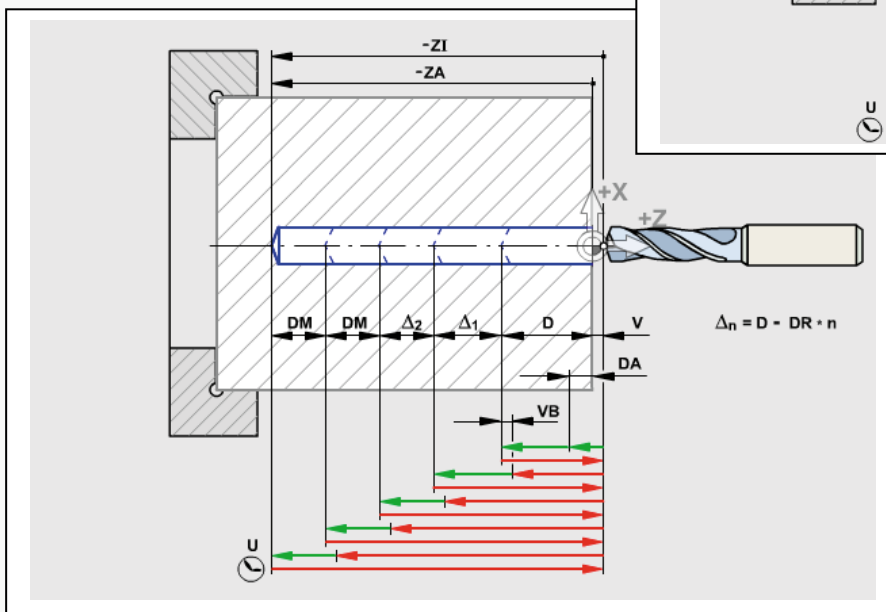 U
-ZI
-ZA
+X
+Z
DM DM Δ2 Δ1 D V Δn = D - DR * n
DA
VB
U